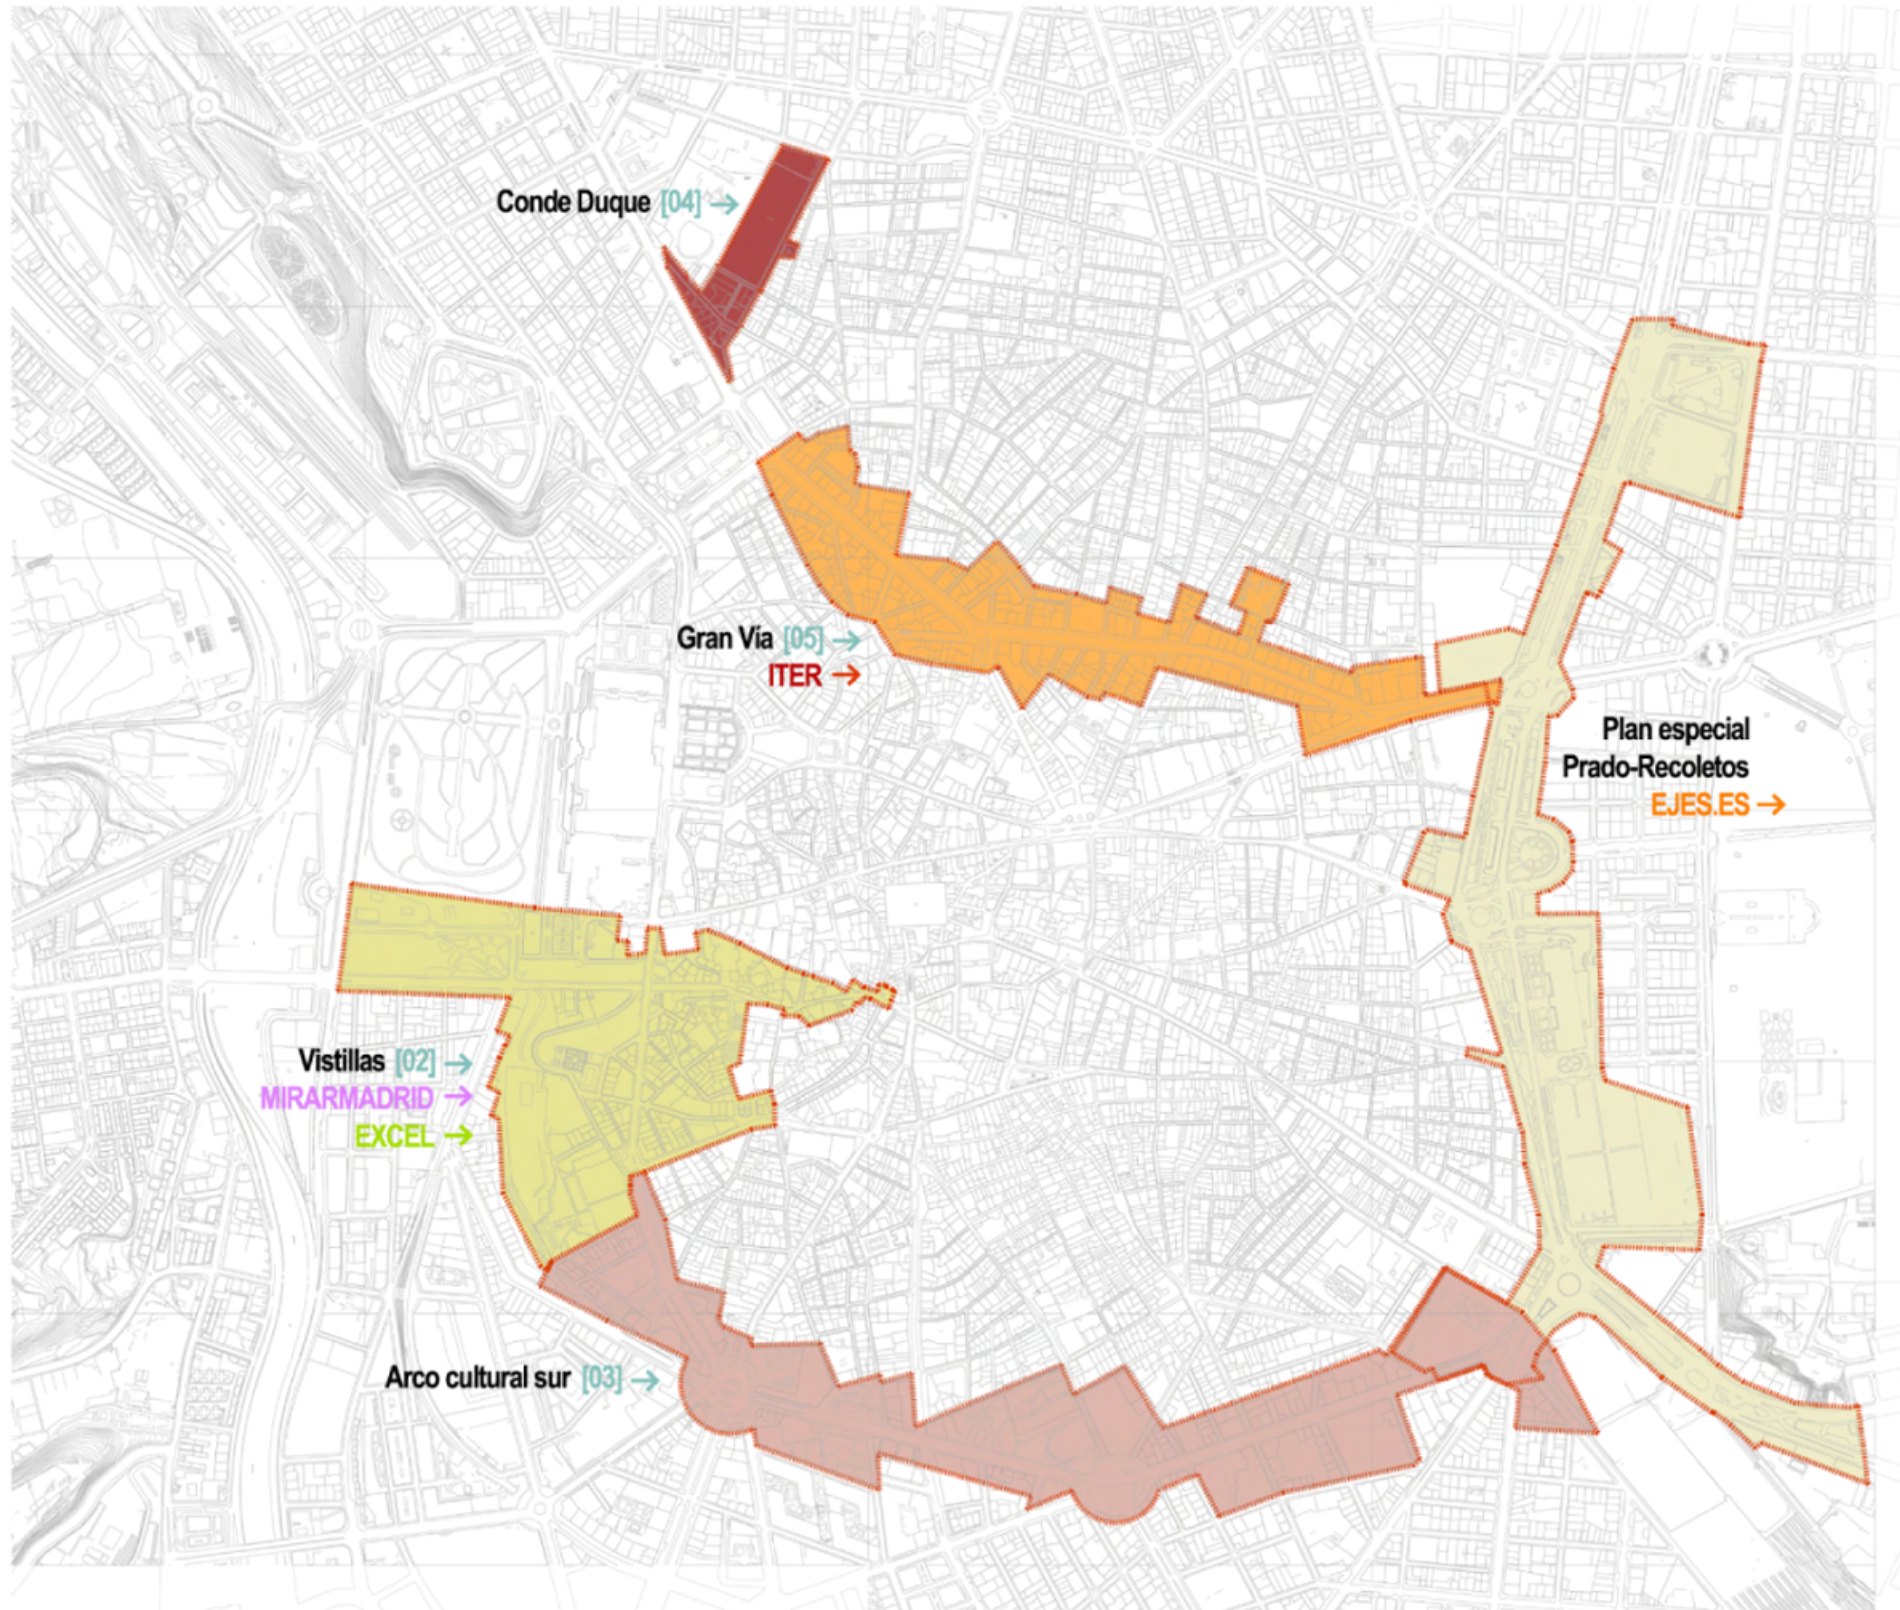 Conde Duque [04] →
Gran Vía [05] →
ITER →
Plan especial
Prado-Recoletos
EJES.ES →
Vistillas [02] →
MIRARMADRID →
EXCEL →
Arco cultural sur [03] →